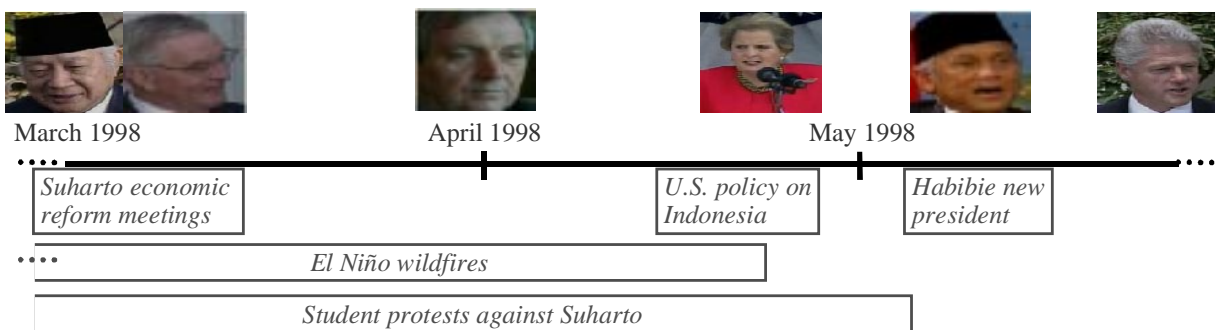 March 1998
April 1998
May 1998
Suharto economic
reform meetings
U.S. policy on
Indonesia
Habibie new
president
El Niño wildfires
Student protests against Suharto